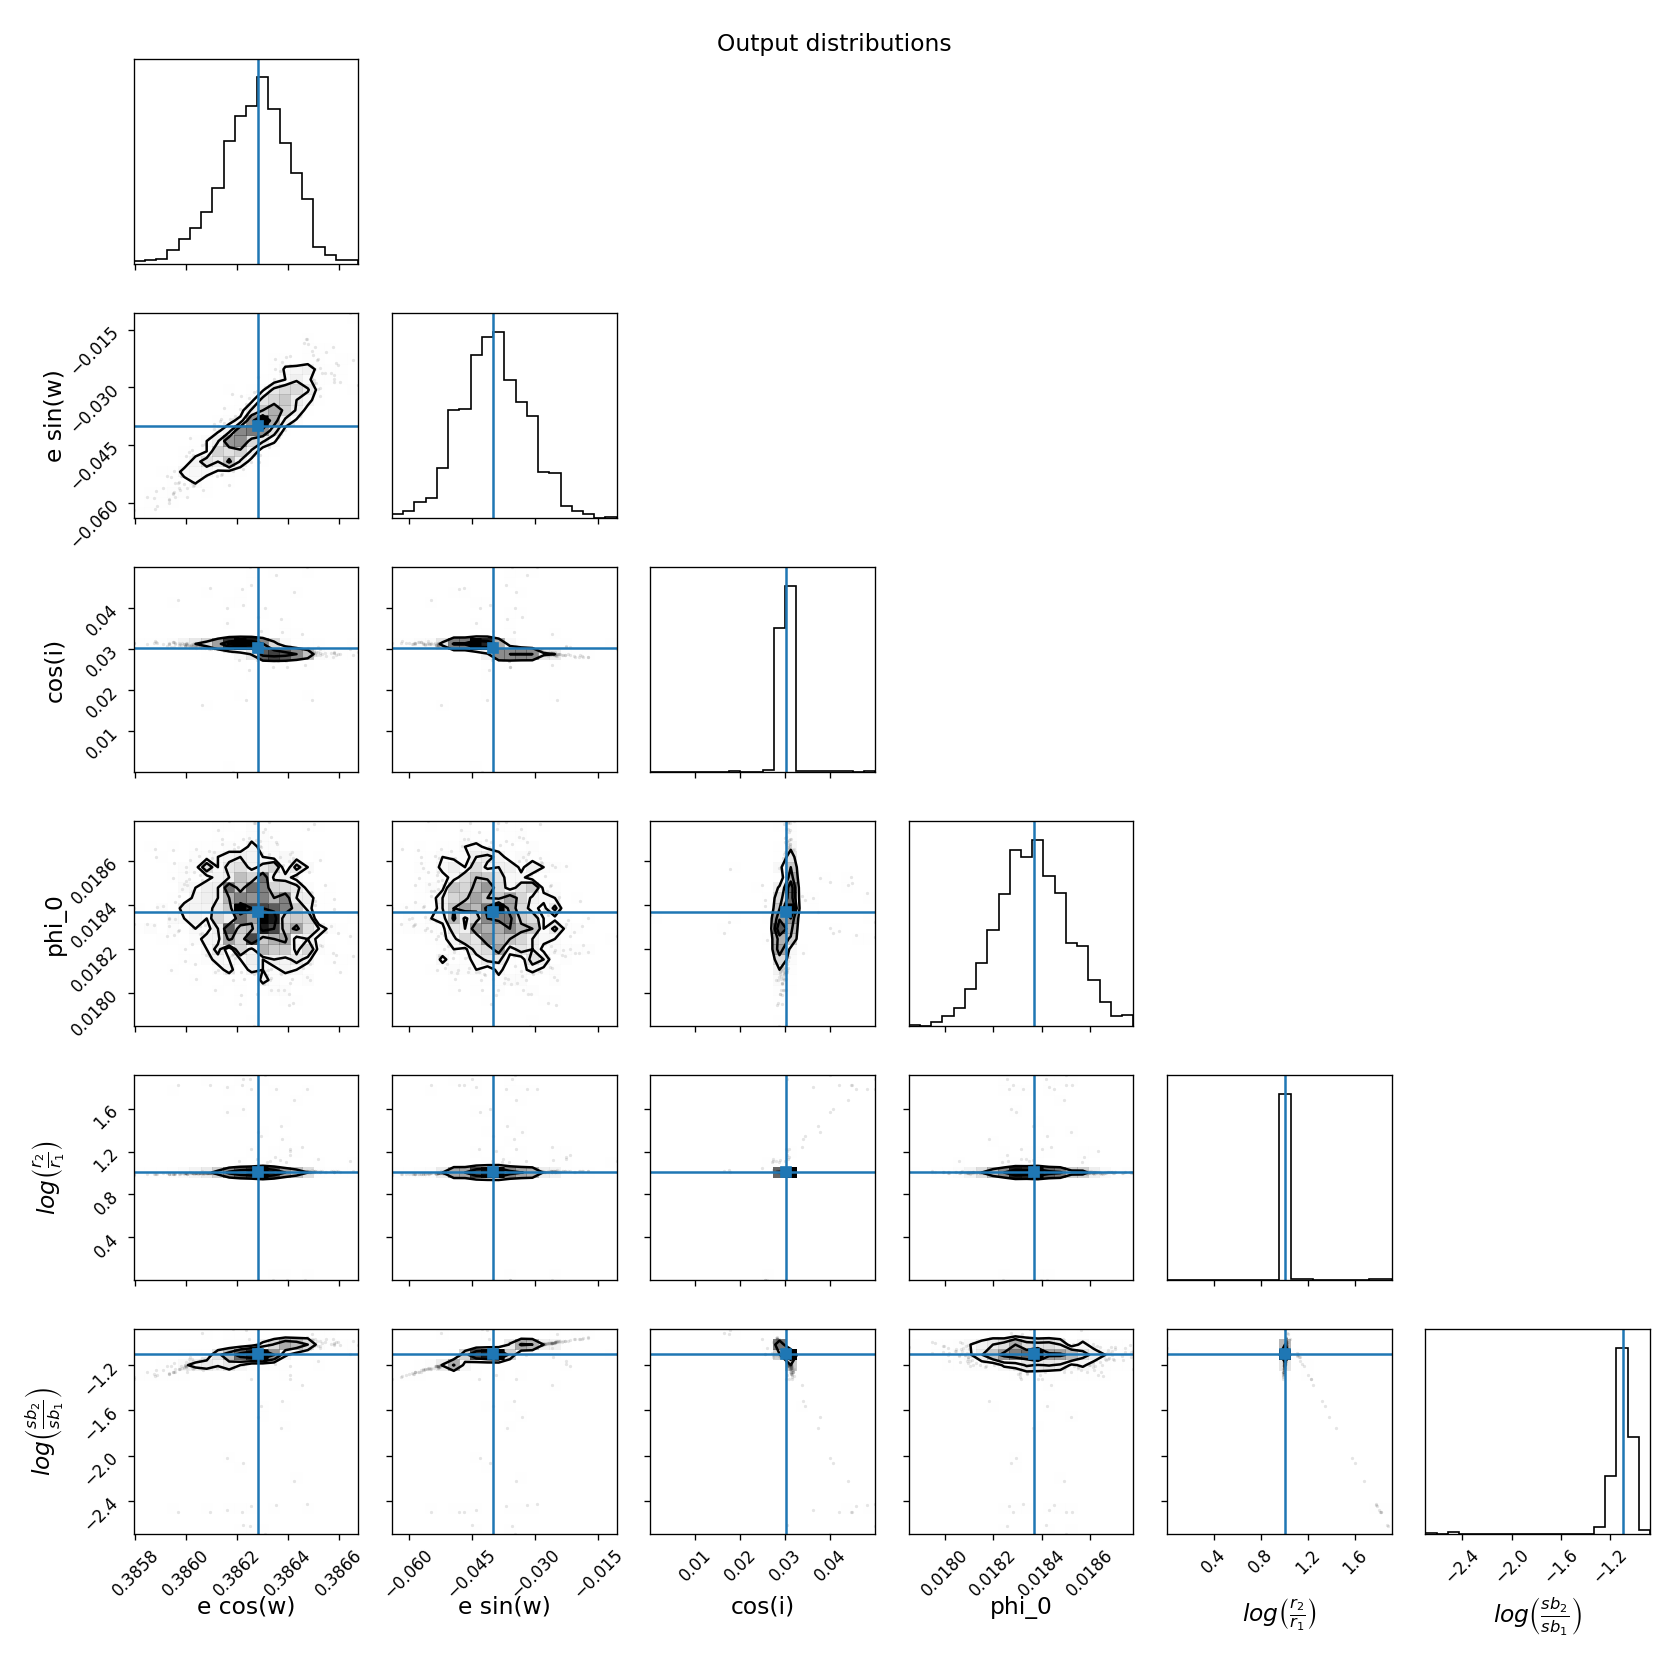 Output distributions
e sin(w)
−0.015
−0.030
−0.045
−0.060
cos(i)
0.04
0.03
0.02
0.01
phi_0
0.0186
0.0184
0.0182
0.0180
log(r₂/r₁)
1.6
1.2
0.8
0.4
log(sb₂/sb₁)
−1.2
−1.6
−2.0
−2.4
0.3858 0.3860 0.3862 0.3864 0.3866 −0.060 −0.045 −0.030 −0.015 0.01 0.02 0.03 0.04 0.0180 0.0182 0.0184 0.0186 0.4 0.8 1.2 1.6 −2.4 −2.0 −1.6 −1.2
e cos(w) e sin(w) cos(i) phi_0 log(r₂/r₁) log(sb₂/sb₁)